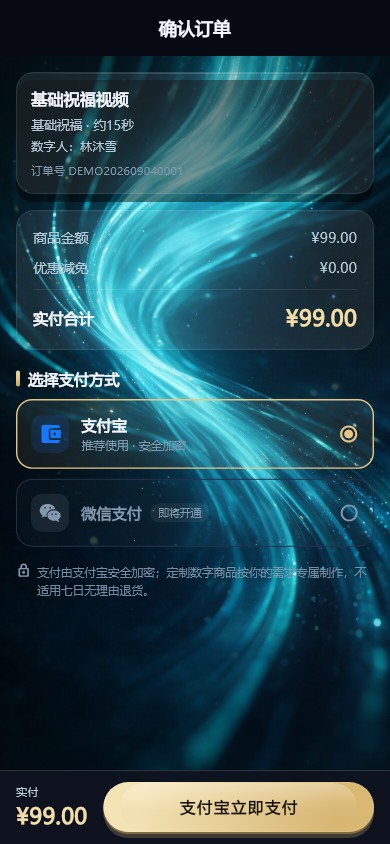 确认订单
基础祝福视频
基础祝福 · 约15秒
数字人：林沐雪
订单号 DEMO202609040001
商品金额 ¥99.00
优惠减免 ¥0.00
实付合计 ¥99.00
选择支付方式
支付宝
推荐使用 · 安全加密
微信支付 即将开通
支付由支付宝安全加密；定制数字商品按你的需求专属制作，不
适用七日无理由退货。
实付
¥99.00
支付宝立即支付